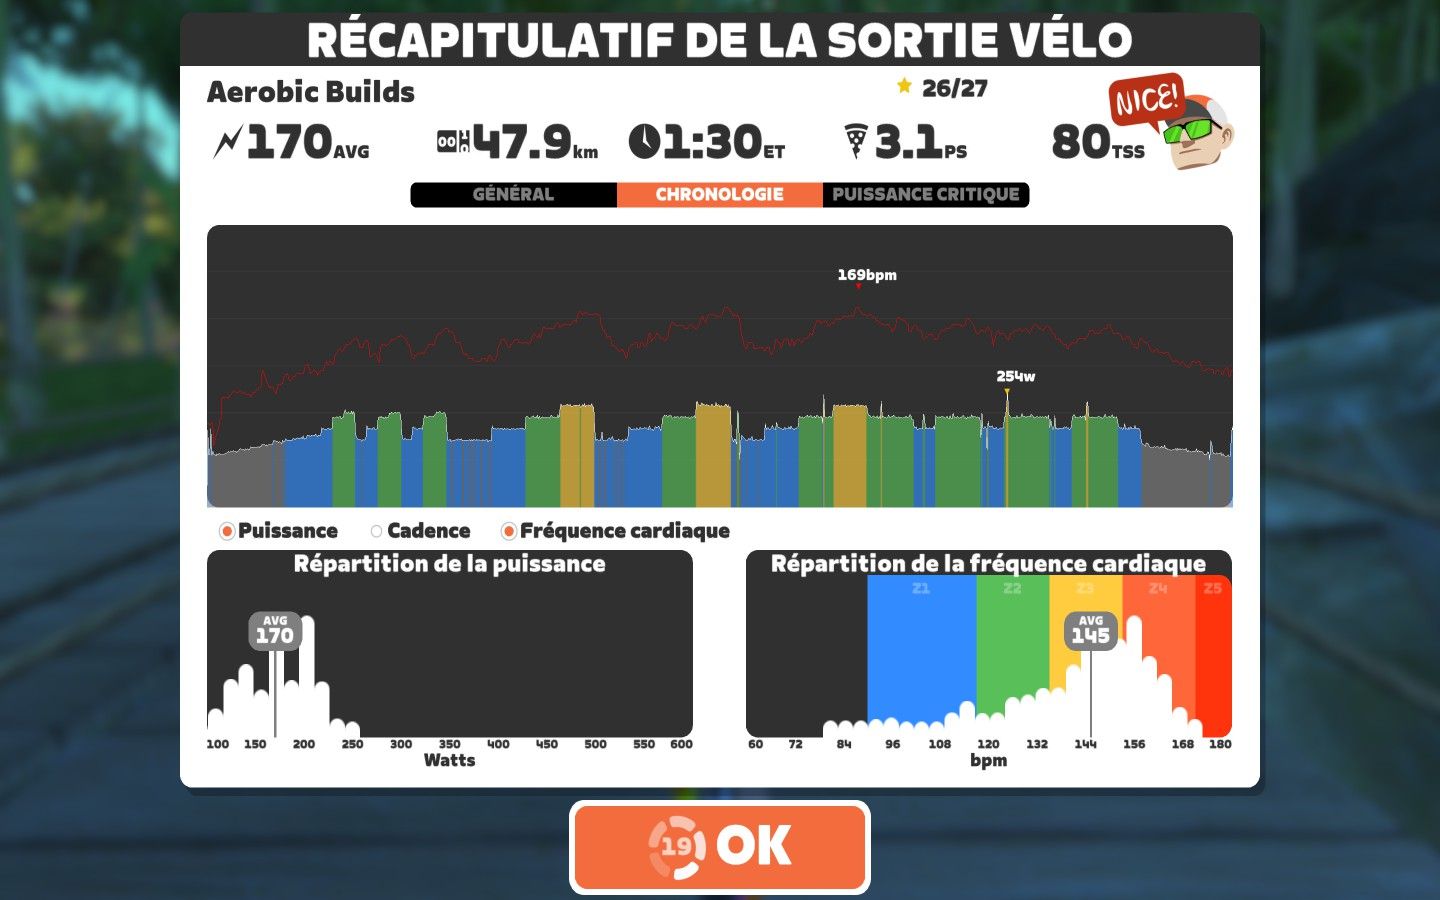 RÉCAPITULATIF DE LA SORTIE VÉLO
Aerobic Builds
26/27
NICE!
170AVG
47.9km
1:30ET
3.1PS
80TSS
GÉNÉRAL
CHRONOLOGIE
PUISSANCE CRITIQUE
169bpm
254w
Puissance
Cadence
Fréquence cardiaque
Répartition de la puissance
AVG
170
100 150 200 250 300 350 400 450 500 550 600
Watts
Répartition de la fréquence cardiaque
Z1 Z2 Z3 Z4 Z5
AVG
145
60 72 84 96 108 120 132 144 156 168 180
bpm
19 OK